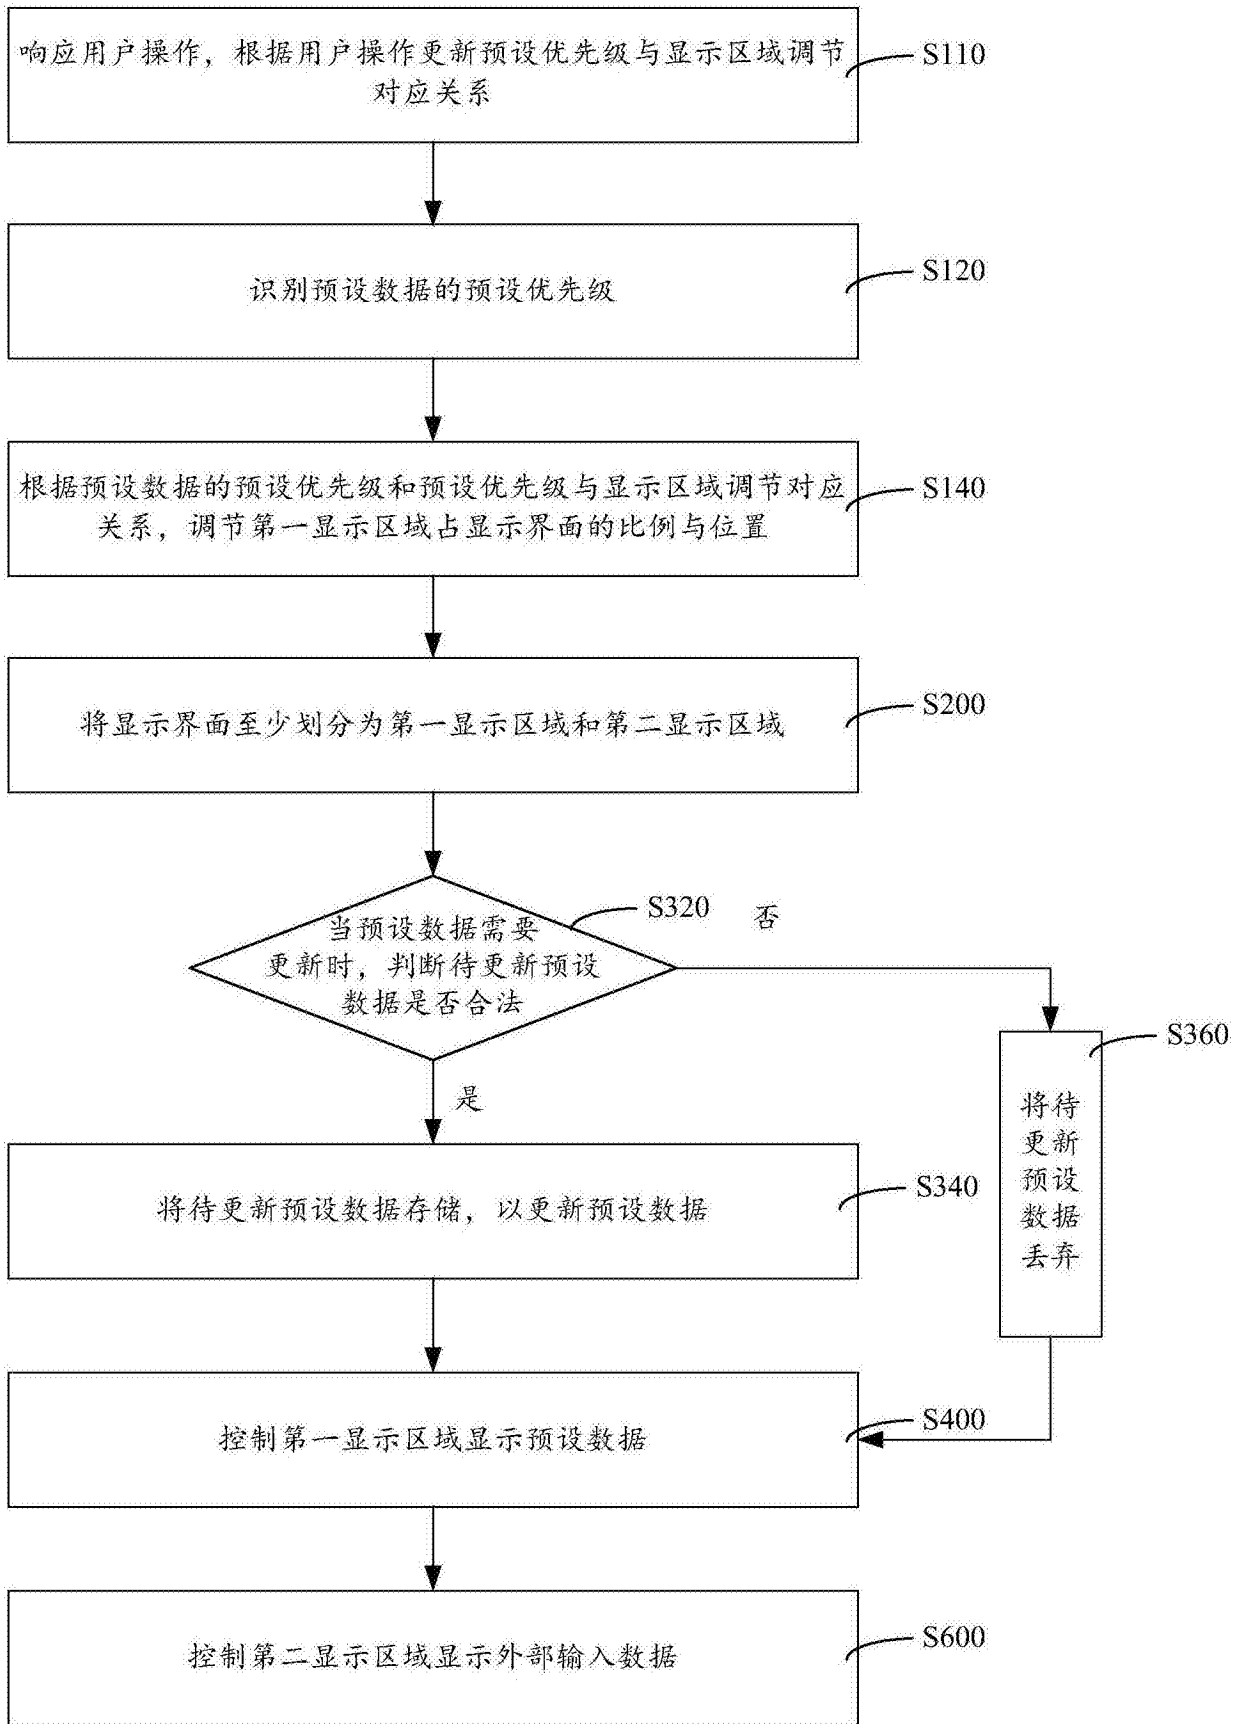 响应用户操作，根据用户操作更新预设优先级与显示区域调节
对应关系
S110
识别预设数据的预设优先级
S120
根据预设数据的预设优先级和预设优先级与显示区域调节对应
关系，调节第一显示区域占显示界面的比例与位置
S140
将显示界面至少划分为第一显示区域和第二显示区域
S200
当预设数据需要
更新时，判断待更新预设
数据是否合法
S320
否
是
将待更新预设数据存储，以更新预设数据
S340
将待
更新
预设
数据
丢弃
S360
控制第一显示区域显示预设数据
S400
控制第二显示区域显示外部输入数据
S600